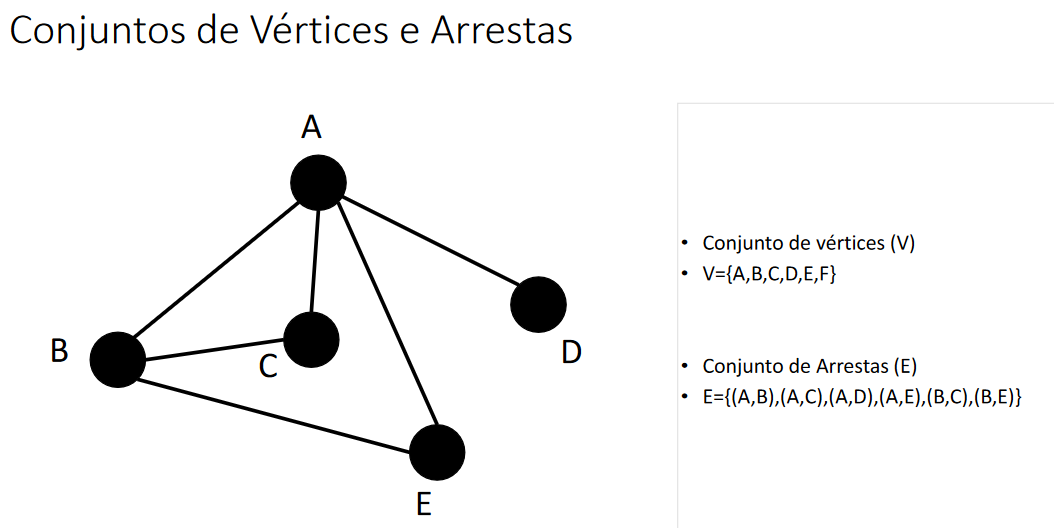 Conjuntos de Vértices e Arrestas
A
B
C
D
E
• Conjunto de vértices (V)
• V={A,B,C,D,E,F}
• Conjunto de Arrestas (E)
• E={(A,B),(A,C),(A,D),(A,E),(B,C),(B,E)}